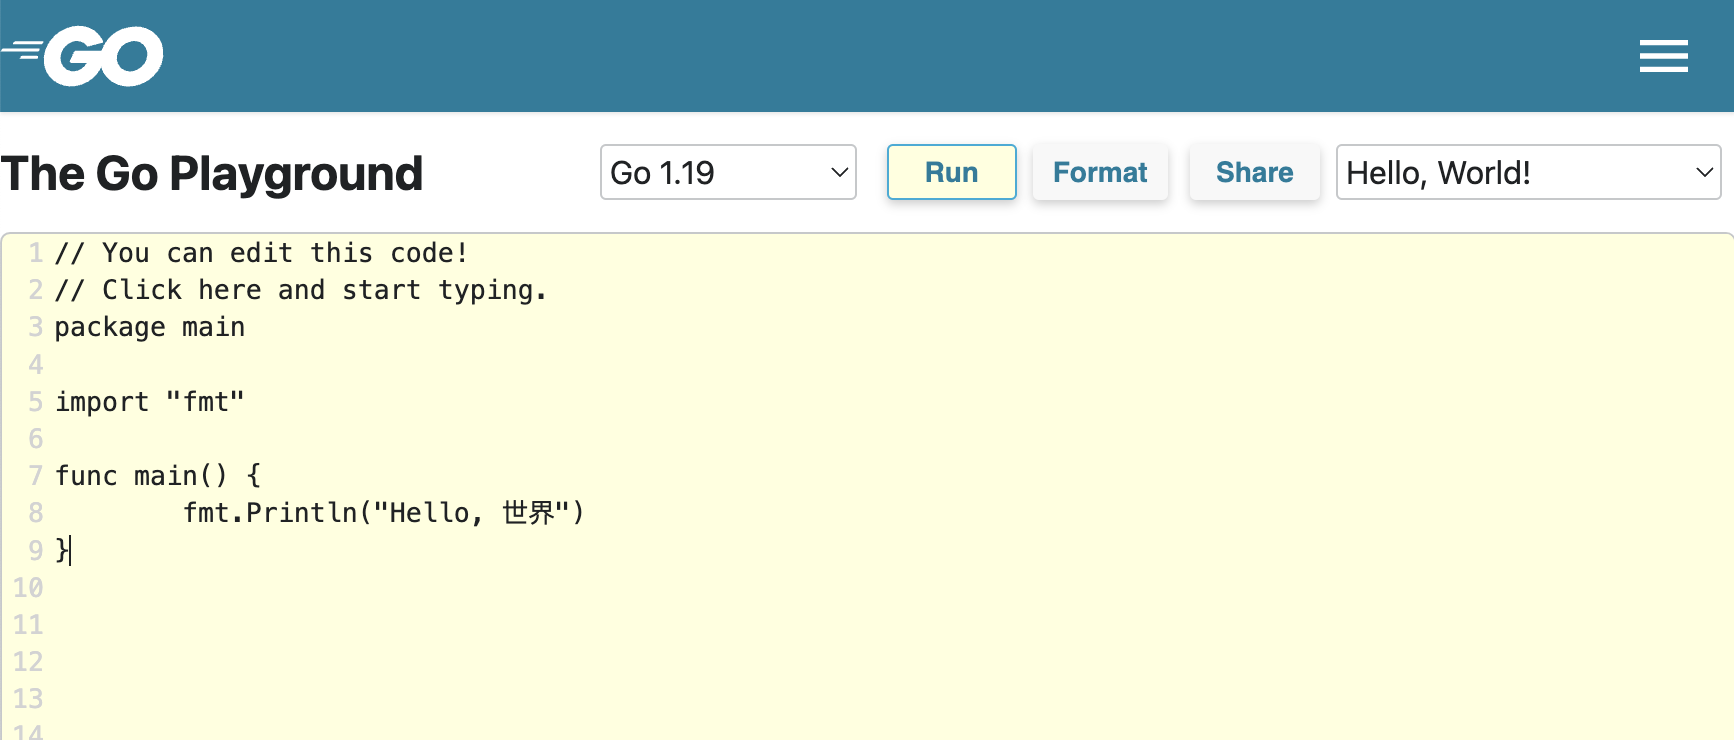 GO
The Go Playground
Go 1.19
Run
Format
Share
Hello, World!
1 // You can edit this code!
2 // Click here and start typing.
3 package main
4
5 import "fmt"
6
7 func main() {
8 fmt.Println("Hello, 世界")
9 }
10
11
12
13
14